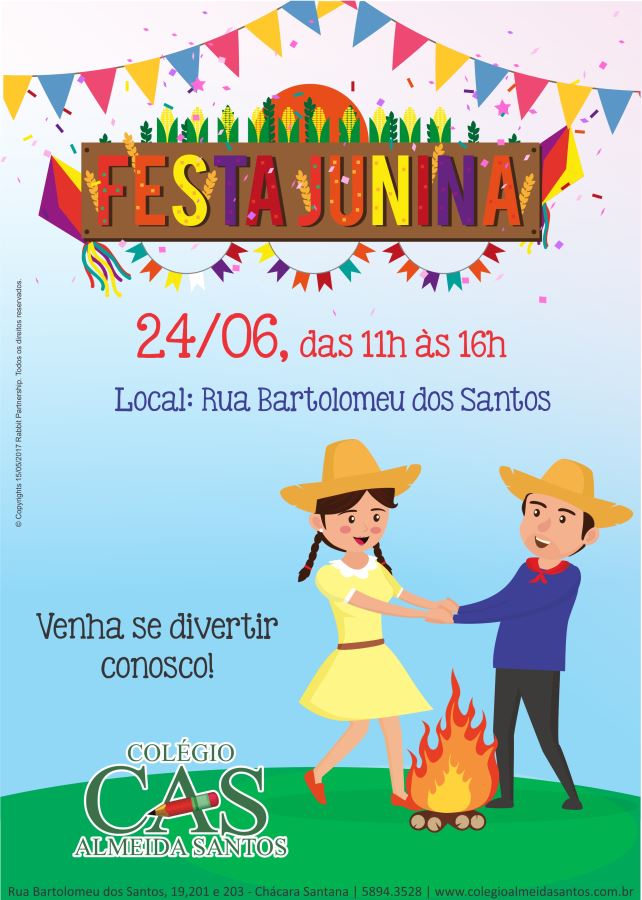 FESTA JUNINA
24/06, das 11h às 16h
Local: Rua Bartolomeu dos Santos
© Copyrights 15/05/2017 Rabbit Partnership. Todos os direitos reservados.
Venha se divertir
conosco!
COLÉGIO
CAS
ALMEIDA SANTOS
Rua Bartolomeu dos Santos, 19,201 e 203 - Chácara Santana | 5894.3528 | www.colegioalmeidasantos.com.br